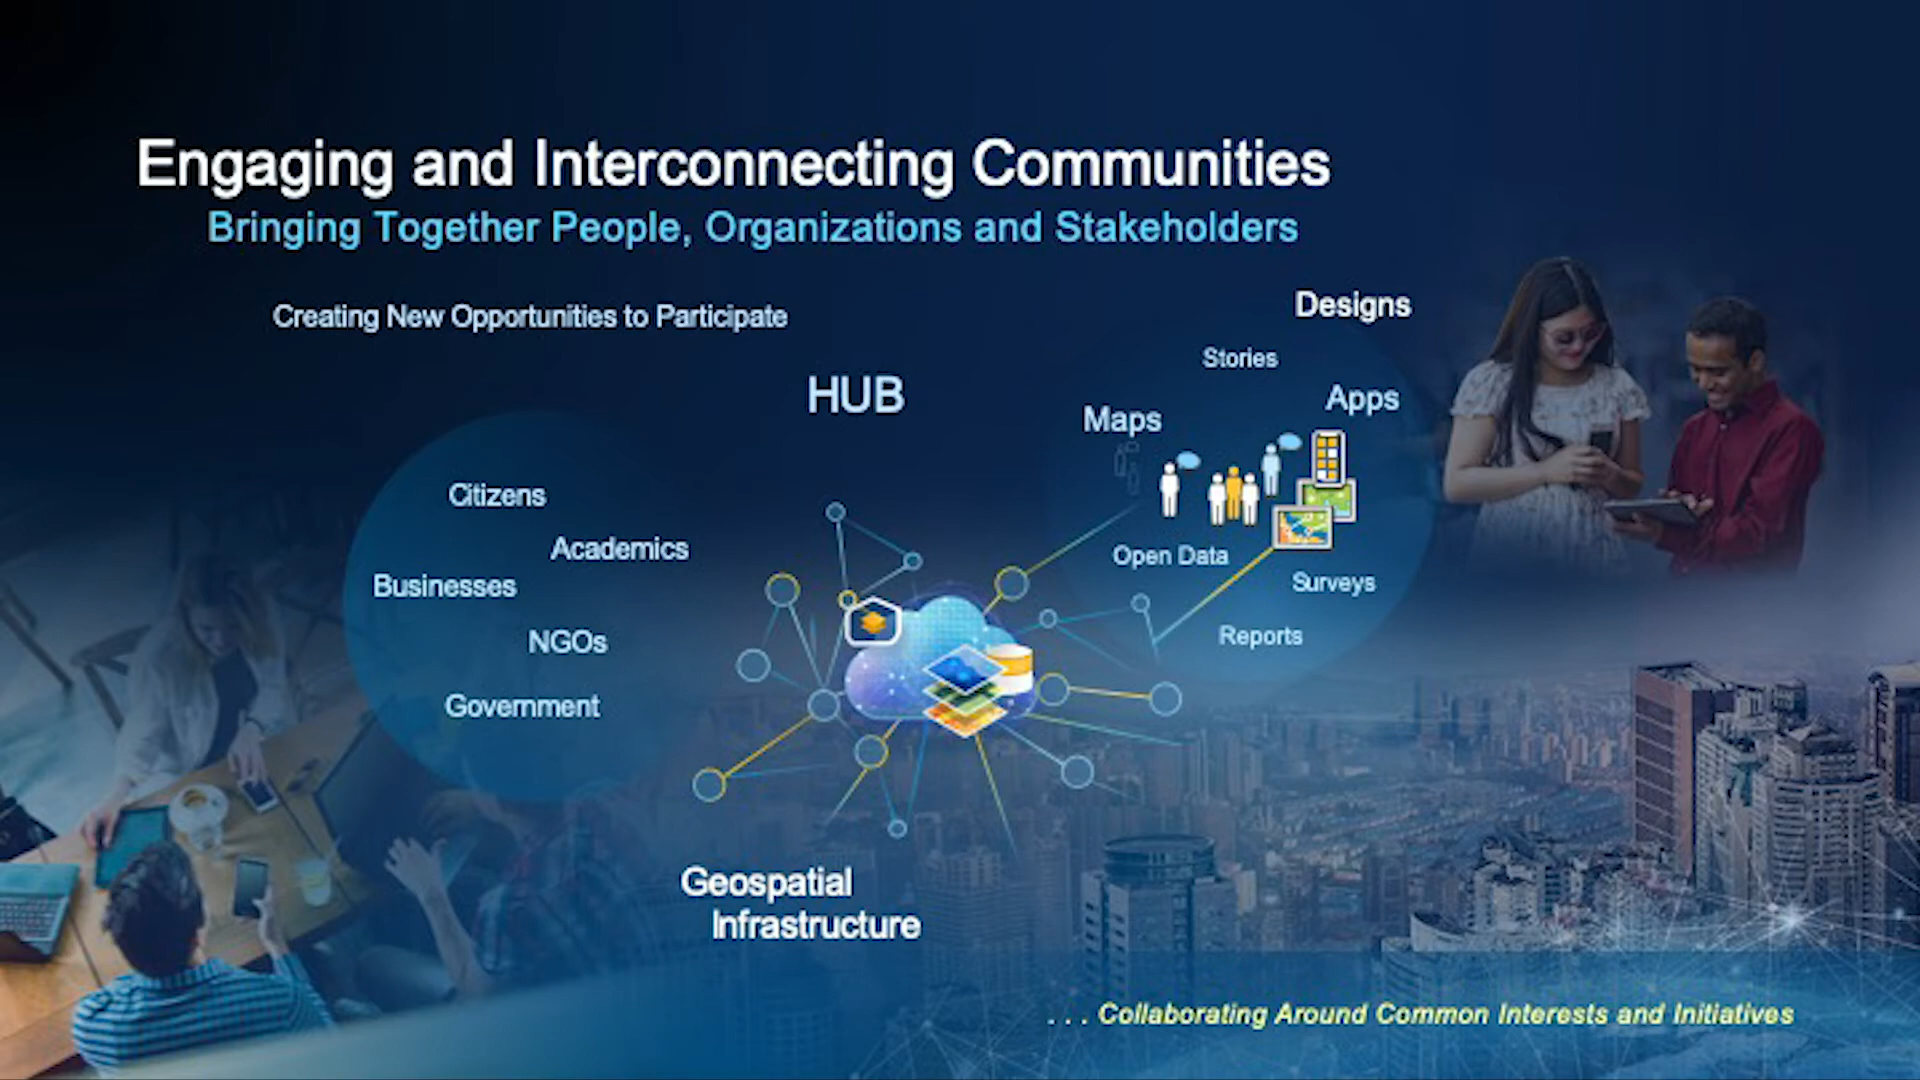 Engaging and Interconnecting Communities
Bringing Together People, Organizations and Stakeholders
Creating New Opportunities to Participate
HUB
Citizens
Academics
Businesses
NGOs
Government
Designs
Stories
Apps
Maps
Open Data
Surveys
Reports
Geospatial
Infrastructure
. . . Collaborating Around Common Interests and Initiatives